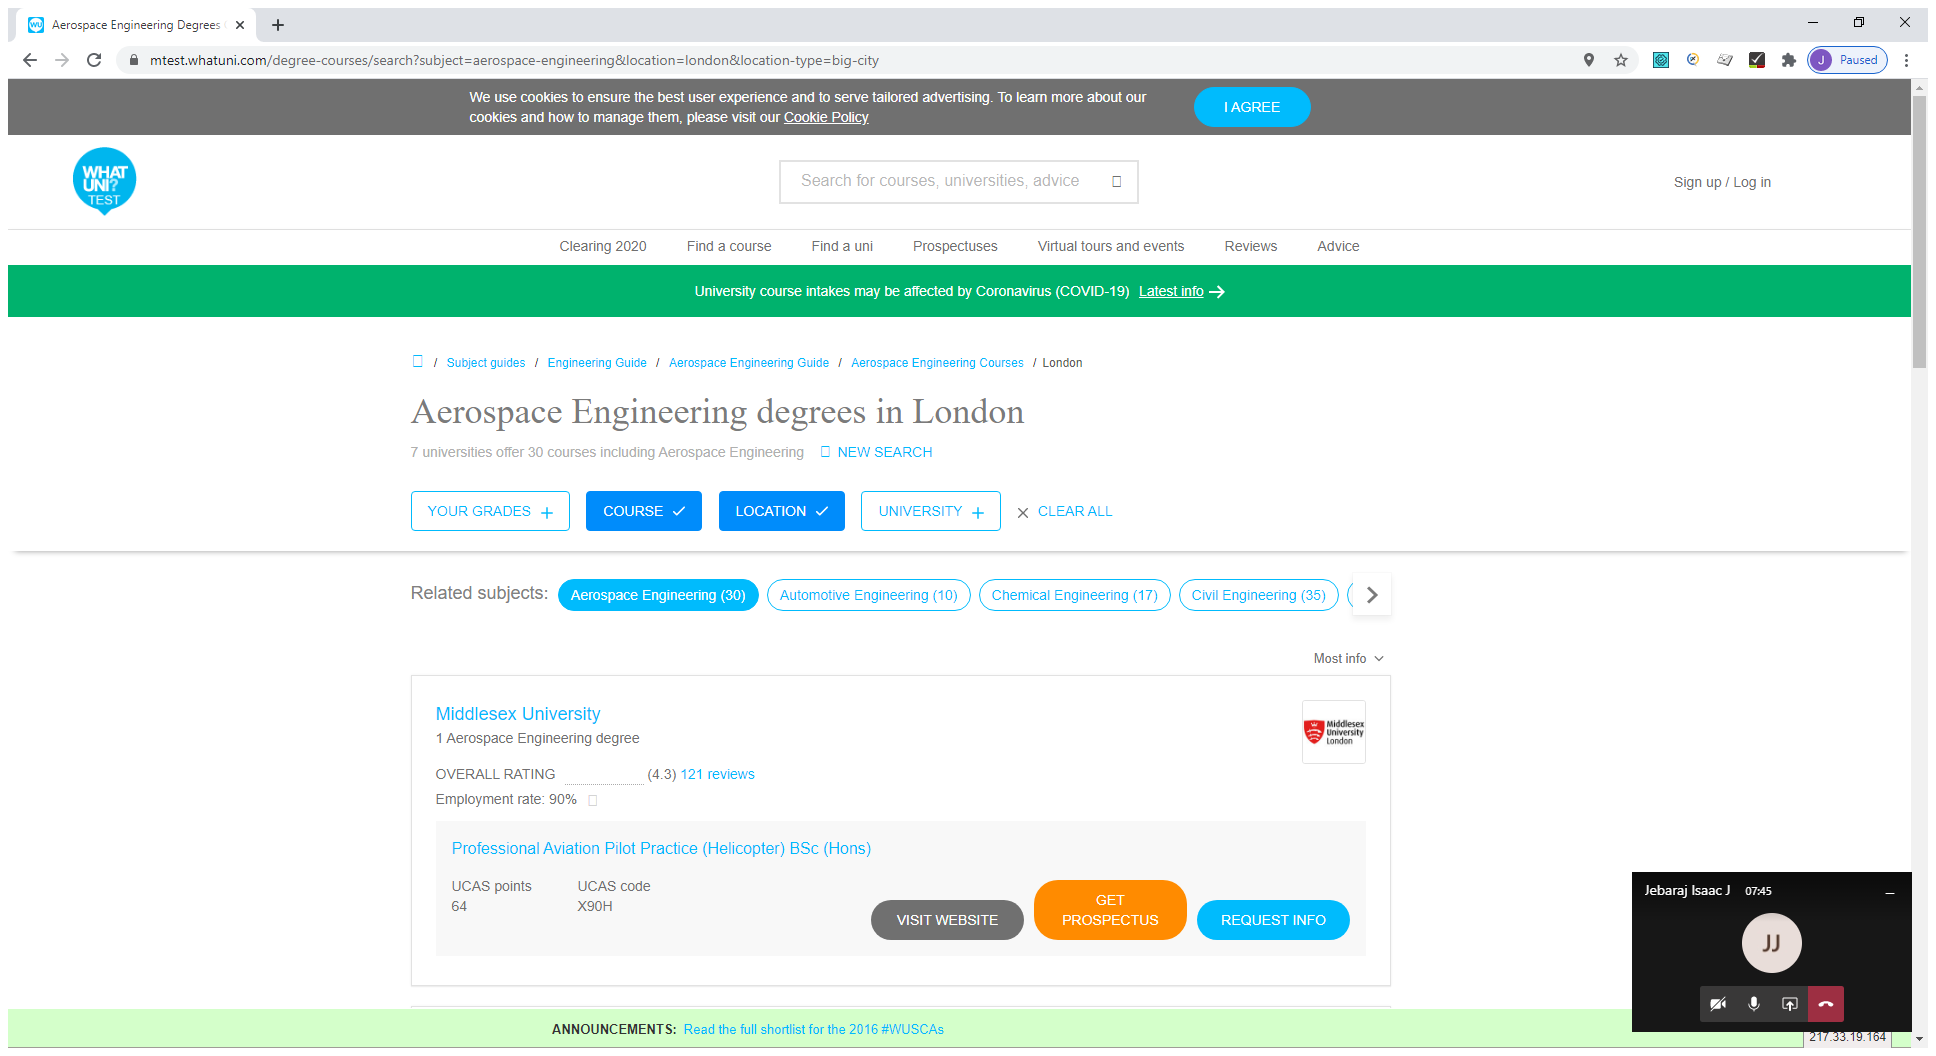 Aerospace Engineering Degrees
mtest.whatuni.com/degree-courses/search?subject=aerospace-engineering&location=london&location-type=big-city
J Paused
We use cookies to ensure the best user experience and to serve tailored advertising. To learn more about our
cookies and how to manage them, please visit our Cookie Policy
I AGREE
WHAT
UNI?
TEST
Search for courses, universities, advice
Sign up / Log in
Clearing 2020 Find a course Find a uni Prospectuses Virtual tours and events Reviews Advice
University course intakes may be affected by Coronavirus (COVID-19) Latest info
/ Subject guides / Engineering Guide / Aerospace Engineering Guide / Aerospace Engineering Courses / London
Aerospace Engineering degrees in London
7 universities offer 30 courses including Aerospace Engineering NEW SEARCH
YOUR GRADES + COURSE LOCATION UNIVERSITY + CLEAR ALL
Related subjects: Aerospace Engineering (30) Automotive Engineering (10) Chemical Engineering (17) Civil Engineering (35)
Most info
Middlesex University
1 Aerospace Engineering degree
Middlesex
University
London
OVERALL RATING (4.3) 121 reviews
Employment rate: 90%
Professional Aviation Pilot Practice (Helicopter) BSc (Hons)
UCAS points UCAS code
64 X90H
VISIT WEBSITE
GET
PROSPECTUS
REQUEST INFO
Jebaraj Isaac J 07:45
JJ
ANNOUNCEMENTS: Read the full shortlist for the 2016 #WUSCAs
217.33.19.164